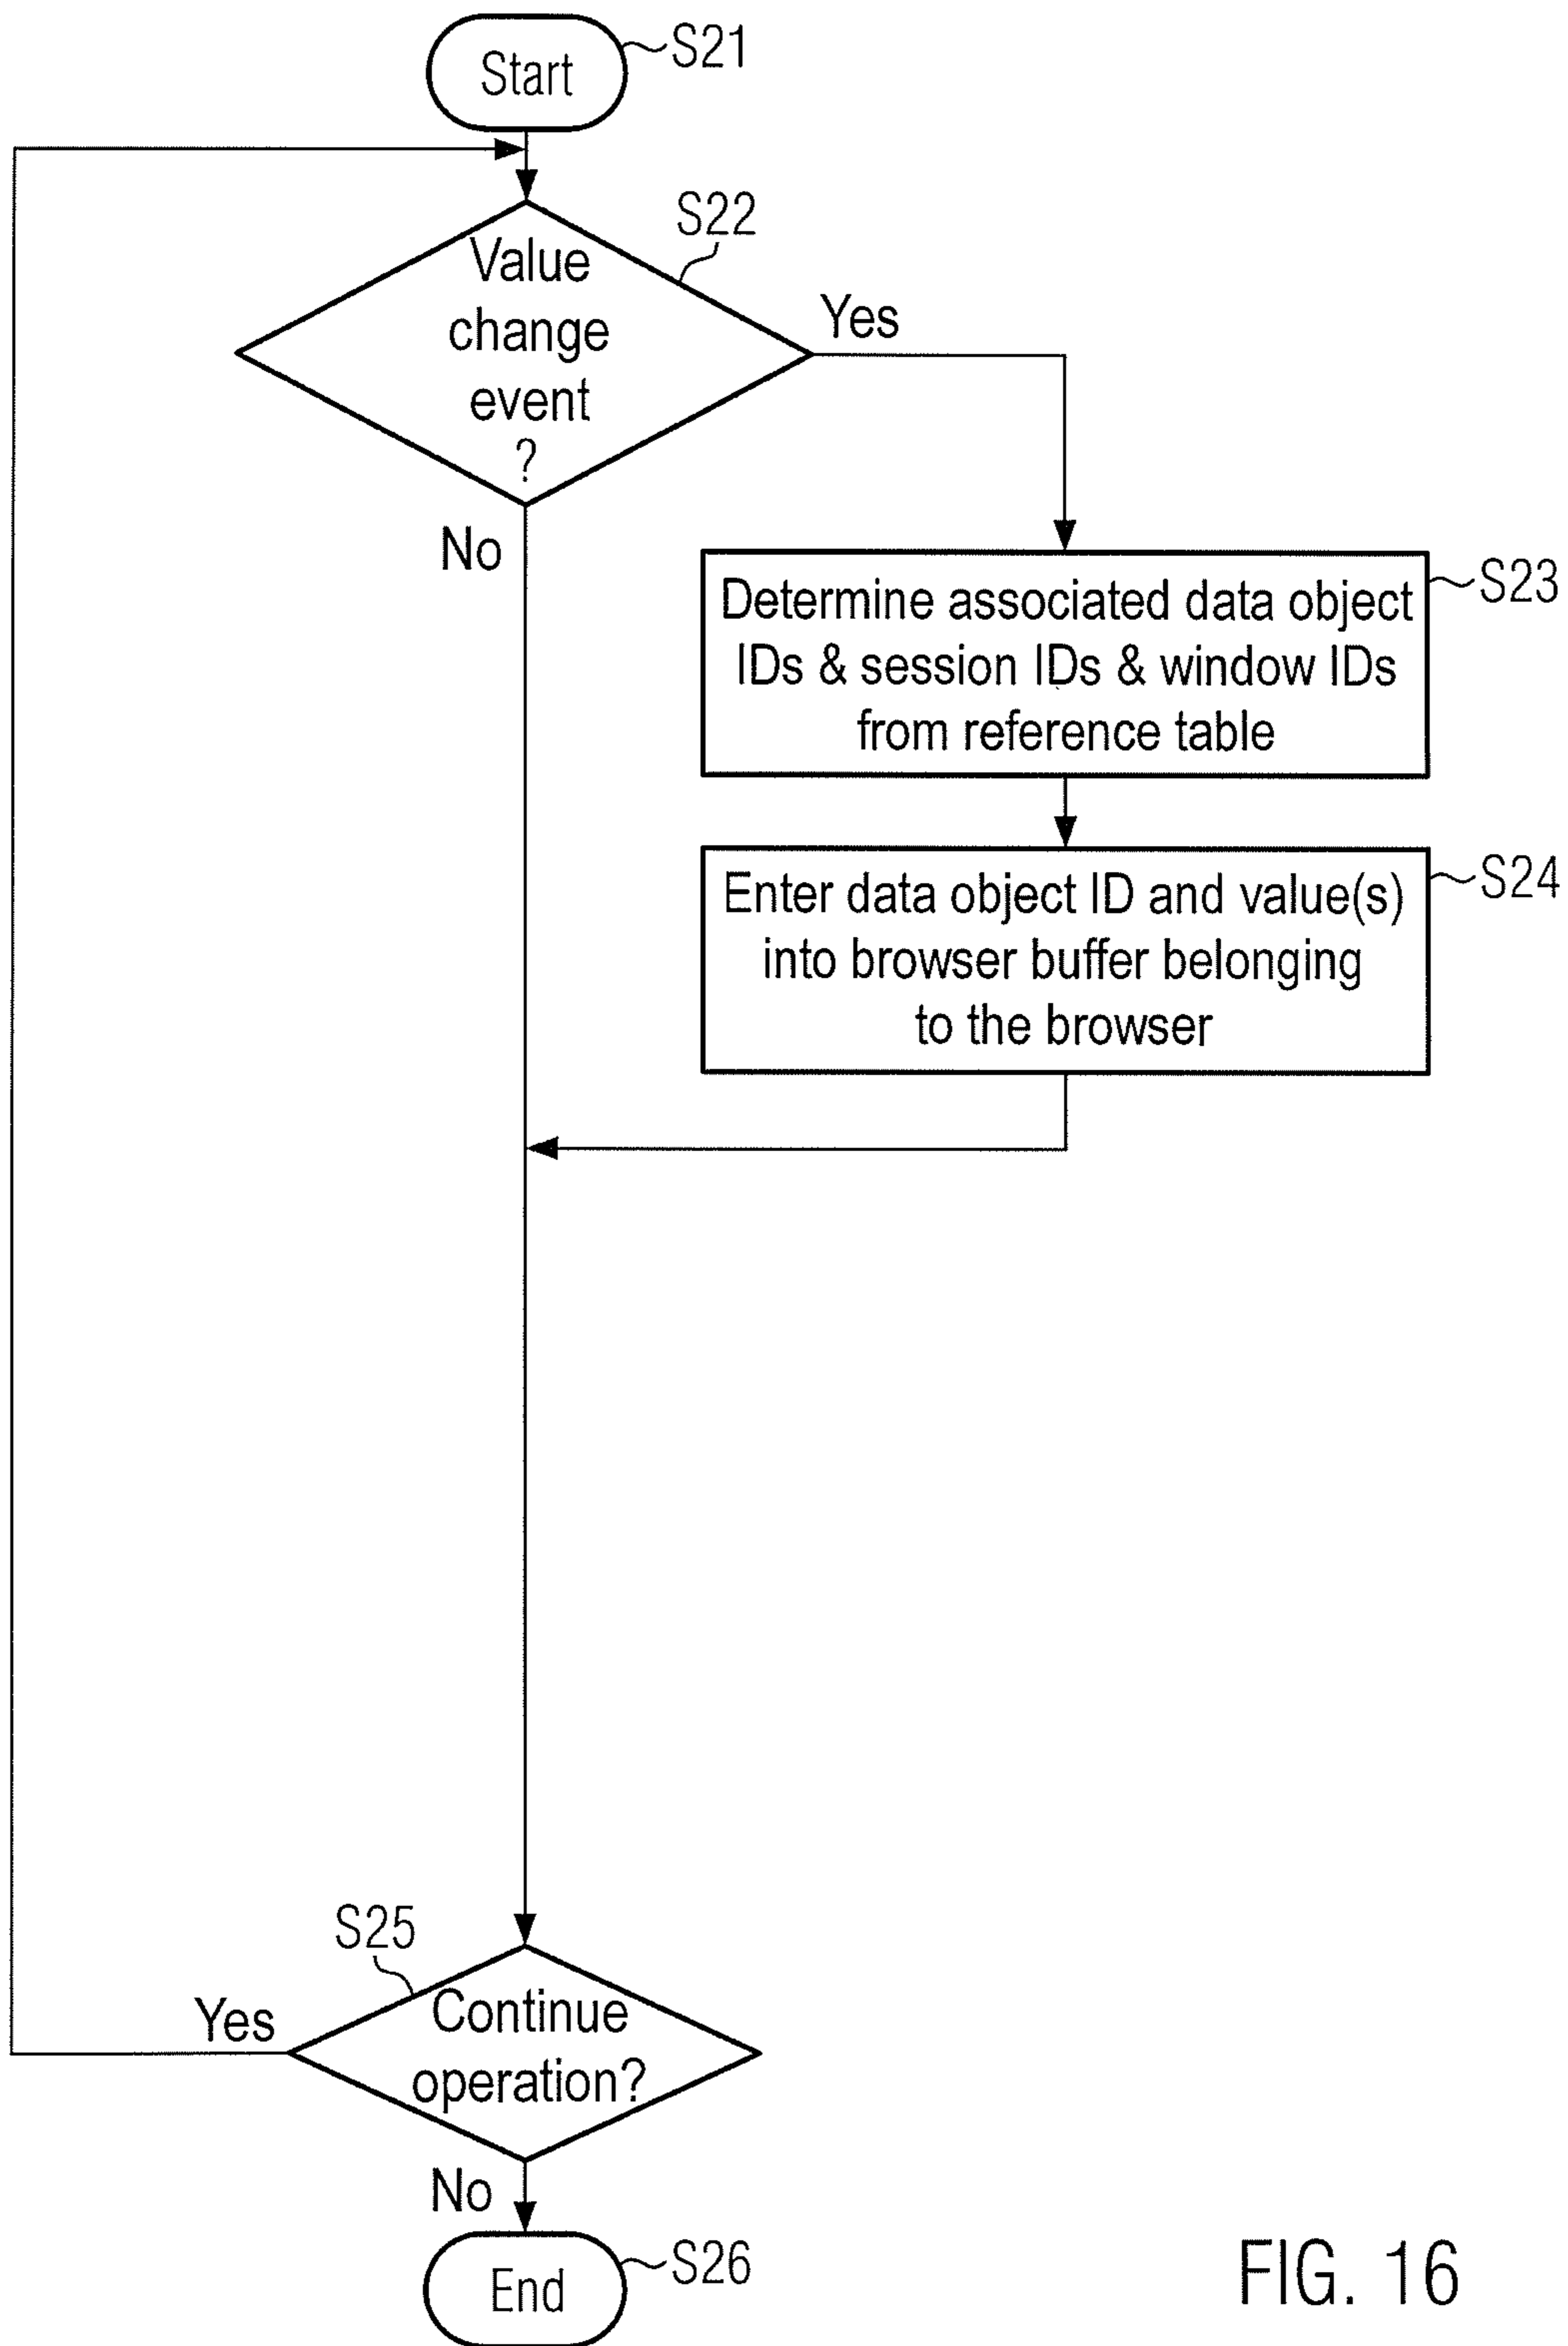 Start
S21
S22
Value
change
event
?
Yes
No
Determine associated data object
IDs & session IDs & window IDs
from reference table
S23
Enter data object ID and value(s)
into browser buffer belonging
to the browser
S24
S25
Yes
Continue
operation?
No
End
S26
FIG. 16